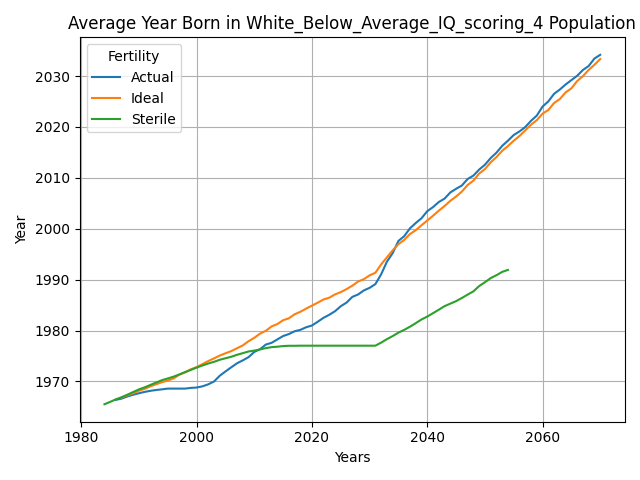 Average Year Born in White_Below_Average_IQ_scoring_4 Population
Fertility
Actual
Ideal
Sterile
Year
2030
2020
2010
2000
1990
1980
1970
1980 2000 2020 2040 2060
Years